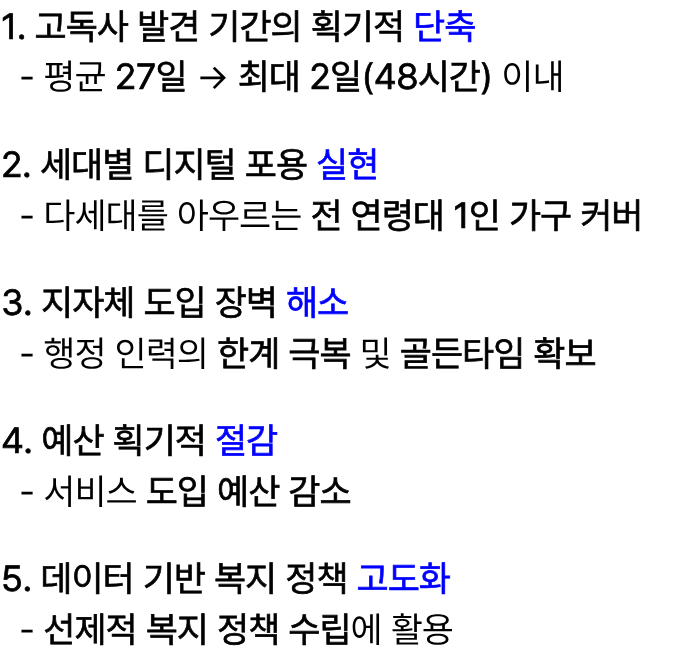 1. 고독사 발견 기간의 획기적 단축
- 평균 27일 → 최대 2일(48시간) 이내
2. 세대별 디지털 포용 실현
- 다세대를 아우르는 전 연령대 1인 가구 커버
3. 지자체 도입 장벽 해소
- 행정 인력의 한계 극복 및 골든타임 확보
4. 예산 획기적 절감
- 서비스 도입 예산 감소
5. 데이터 기반 복지 정책 고도화
- 선제적 복지 정책 수립에 활용